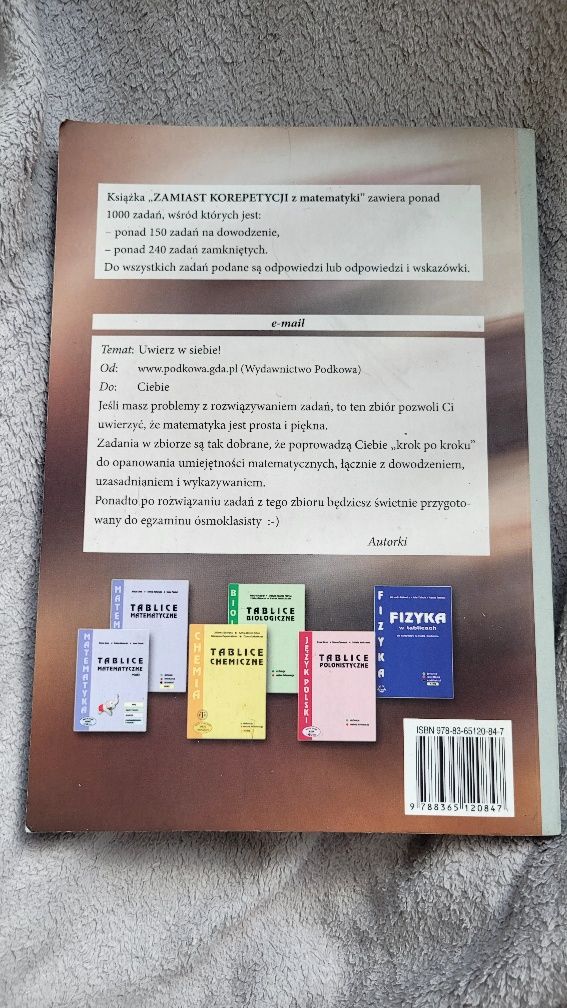 Książka „ZAMIAST KOREPETYCJI z matematyki" zawiera ponad
1000 zadań, wśród których jest:
– ponad 150 zadań na dowodzenie,
– ponad 240 zadań zamkniętych.
Do wszystkich zadań podane są odpowiedzi lub odpowiedzi i wskazówki.
e-mail
Temat: Uwierz w siebie!
Od: www.podkowa.gda.pl (Wydawnictwo Podkowa)
Do: Ciebie
Jeśli masz problemy z rozwiązywaniem zadań, to ten zbiór pozwoli Ci
uwierzyć, że matematyka jest prosta i piękna.
Zadania w zbiorze są tak dobrane, że poprowadzą Ciebie „krok po kroku"
do opanowania umiejętności matematycznych, łącznie z dowodzeniem,
uzasadnianiem i wykazywaniem.
Ponadto po rozwiązaniu zadań z tego zbioru będziesz świetnie przygoto-
wany do egzaminu ósmoklasisty :-)
Autorki
MATEM
TABLICE
MATEMATYCZNE
BIOL
TABLICE
BIOLOGICZNE
FIZYKA
FIZYKA
w tablicach
MATEMATYKA
TABLICE
MATEMATYCZNE
CHEMIA
TABLICE
CHEMICZNE
JĘZYK POLSKI
TABLICE
POLONISTYCZNE
ISBN 978-83-65120-84-7
9 788365 120847